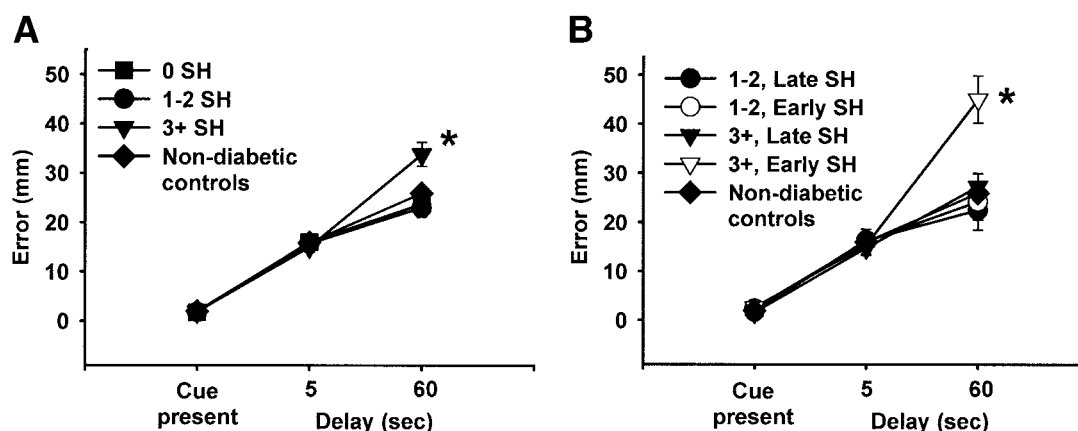 A
Error (mm)
50
40
30
20
10
0
0 SH
1-2 SH
3+ SH
Non-diabetic
controls
*
Cue
present
5
60
Delay (sec)
B
Error (mm)
50
40
30
20
10
0
1-2, Late SH
1-2, Early SH
3+, Late SH
3+, Early SH
Non-diabetic
controls
*
Cue
present
5
60
Delay (sec)